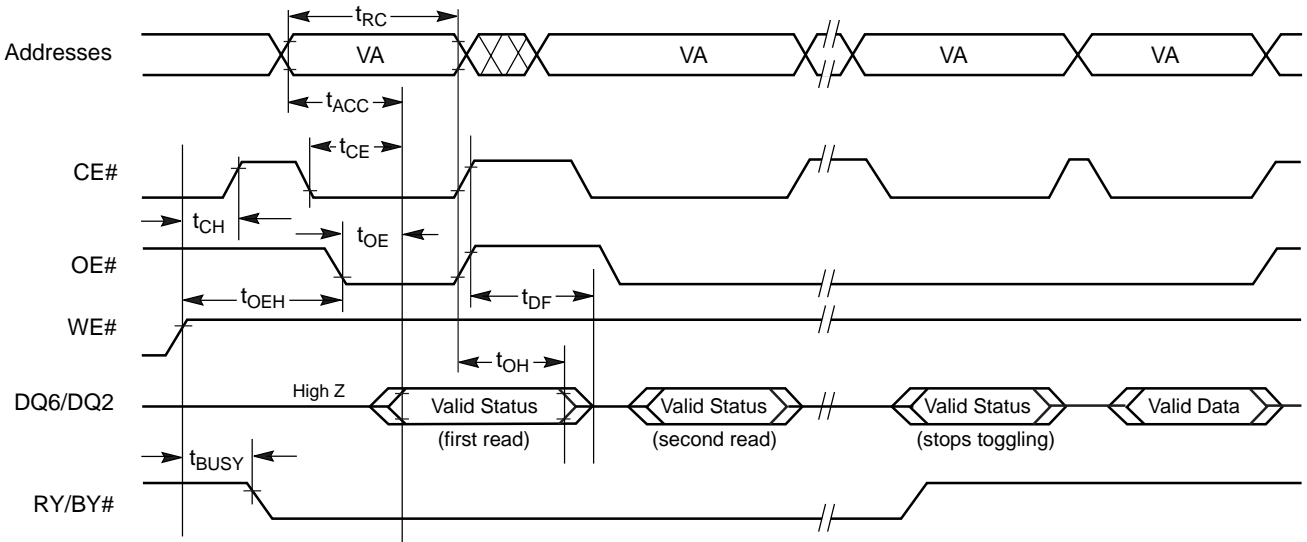 tRC
Addresses VA VA VA VA
tACC
tCE
CE#
tCH tOE
OE#
tOEH tDF
WE#
tOH
High Z
DQ6/DQ2 Valid Status Valid Status Valid Status Valid Data
(first read) (second read) (stops toggling)
tBUSY
RY/BY#